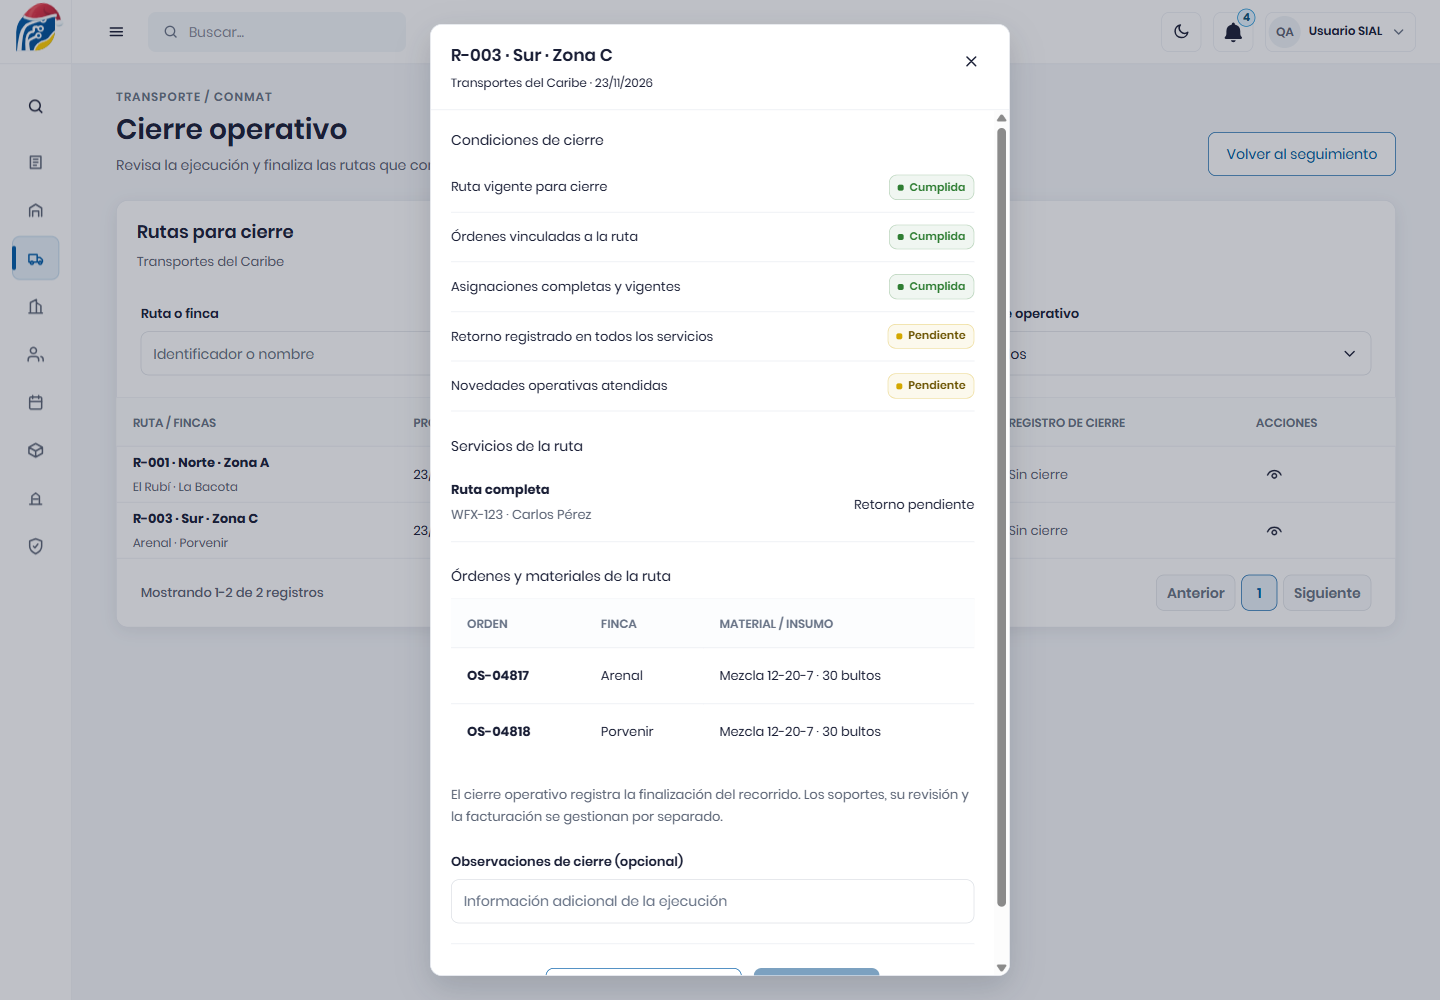 Buscar...
4
QA
Usuario SIAL
TRANSPORTE / CONMAT
Cierre operativo
Revisa la ejecución y finaliza las rutas que
Volver al seguimiento
Rutas para cierre
Transportes del Caribe
Ruta o finca
operativo
Identificador o nombre
RUTA / FINCAS
REGISTRO DE CIERRE
ACCIONES
R-001 · Norte · Zona A
El Rubí · La Bacota
23
Sin cierre
R-003 · Sur · Zona C
Arenal · Porvenir
23
Sin cierre
Mostrando 1-2 de 2 registros
Anterior
1
Siguiente
R-003 · Sur · Zona C
Transportes del Caribe · 23/11/2026
Condiciones de cierre
Ruta vigente para cierre
Cumplida
Órdenes vinculadas a la ruta
Cumplida
Asignaciones completas y vigentes
Cumplida
Retorno registrado en todos los servicios
Pendiente
Novedades operativas atendidas
Pendiente
Servicios de la ruta
Ruta completa
WFX-123 · Carlos Pérez
Retorno pendiente
Órdenes y materiales de la ruta
ORDEN
FINCA
MATERIAL / INSUMO
OS-04817
Arenal
Mezcla 12-20-7 · 30 bultos
OS-04818
Porvenir
Mezcla 12-20-7 · 30 bultos
El cierre operativo registra la finalización del recorrido. Los soportes, su revisión y
la facturación se gestionan por separado.
Observaciones de cierre (opcional)
Información adicional de la ejecución